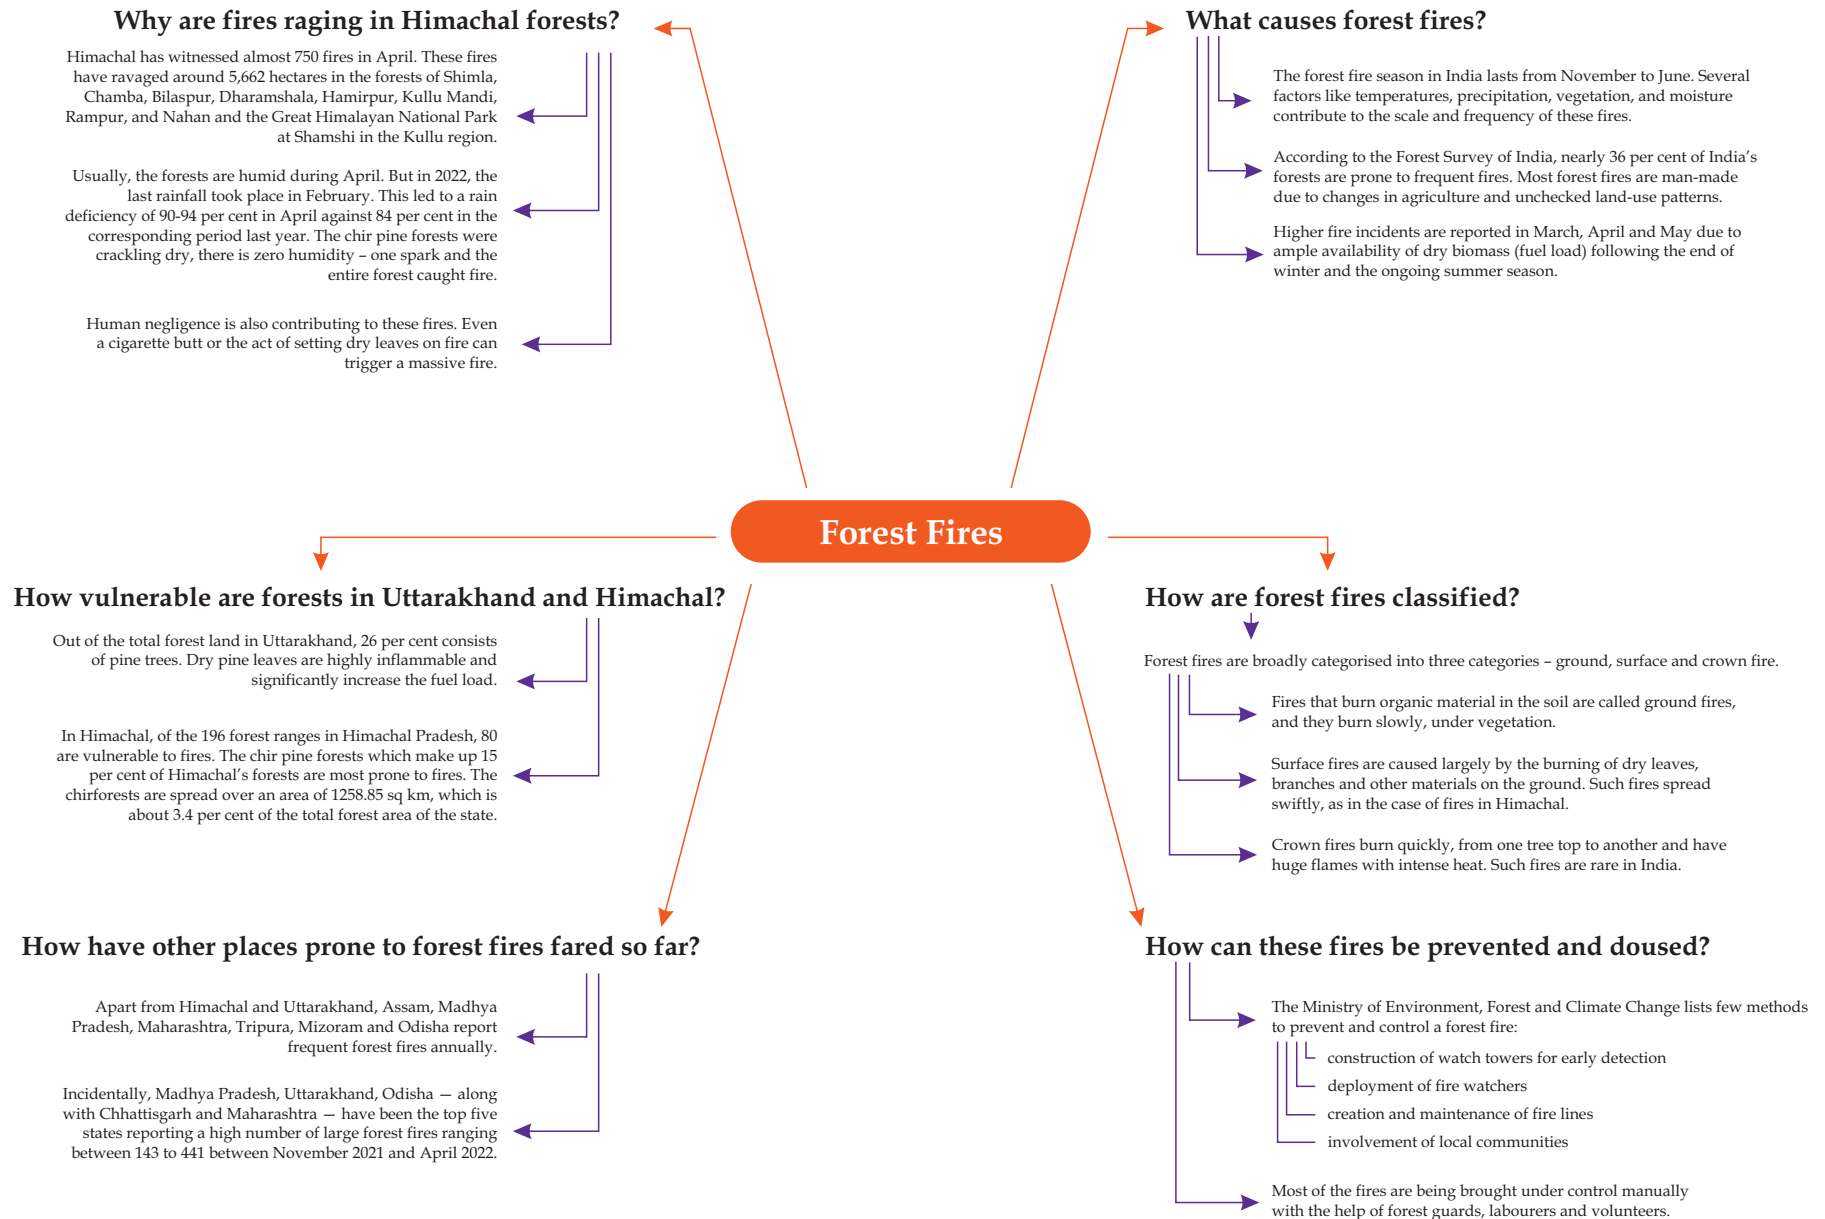 Why are fires raging in Himachal forests?
Himachal has witnessed almost 750 fires in April. These fires
have ravaged around 5,662 hectares in the forests of Shimla,
Chamba, Bilaspur, Dharamshala, Hamirpur, Kullu Mandi,
Rampur, and Nahan and the Great Himalayan National Park
at Shamshi in the Kullu region.
Usually, the forests are humid during April. But in 2022, the
last rainfall took place in February. This led to a rain
deficiency of 90-94 per cent in April against 84 per cent in the
corresponding period last year. The chir pine forests were
crackling dry, there is zero humidity – one spark and the
entire forest caught fire.
Human negligence is also contributing to these fires. Even
a cigarette butt or the act of setting dry leaves on fire can
trigger a massive fire.
What causes forest fires?
The forest fire season in India lasts from November to June. Several
factors like temperatures, precipitation, vegetation, and moisture
contribute to the scale and frequency of these fires.
According to the Forest Survey of India, nearly 36 per cent of India's
forests are prone to frequent fires. Most forest fires are man-made
due to changes in agriculture and unchecked land-use patterns.
Higher fire incidents are reported in March, April and May due to
ample availability of dry biomass (fuel load) following the end of
winter and the ongoing summer season.
Forest Fires
How vulnerable are forests in Uttarakhand and Himachal?
Out of the total forest land in Uttarakhand, 26 per cent consists
of pine trees. Dry pine leaves are highly inflammable and
significantly increase the fuel load.
In Himachal, of the 196 forest ranges in Himachal Pradesh, 80
are vulnerable to fires. The chir pine forests which make up 15
per cent of Himachal's forests are most prone to fires. The
chirforests are spread over an area of 1258.85 sq km, which is
about 3.4 per cent of the total forest area of the state.
How are forest fires classified?
Forest fires are broadly categorised into three categories – ground, surface and crown fire.
Fires that burn organic material in the soil are called ground fires,
and they burn slowly, under vegetation.
Surface fires are caused largely by the burning of dry leaves,
branches and other materials on the ground. Such fires spread
swiftly, as in the case of fires in Himachal.
Crown fires burn quickly, from one tree top to another and have
huge flames with intense heat. Such fires are rare in India.
How have other places prone to forest fires fared so far?
Apart from Himachal and Uttarakhand, Assam, Madhya
Pradesh, Maharashtra, Tripura, Mizoram and Odisha report
frequent forest fires annually.
Incidentally, Madhya Pradesh, Uttarakhand, Odisha — along
with Chhattisgarh and Maharashtra — have been the top five
states reporting a high number of large forest fires ranging
between 143 to 441 between November 2021 and April 2022.
How can these fires be prevented and doused?
The Ministry of Environment, Forest and Climate Change lists few methods
to prevent and control a forest fire:
construction of watch towers for early detection
deployment of fire watchers
creation and maintenance of fire lines
involvement of local communities
Most of the fires are being brought under control manually
with the help of forest guards, labourers and volunteers.